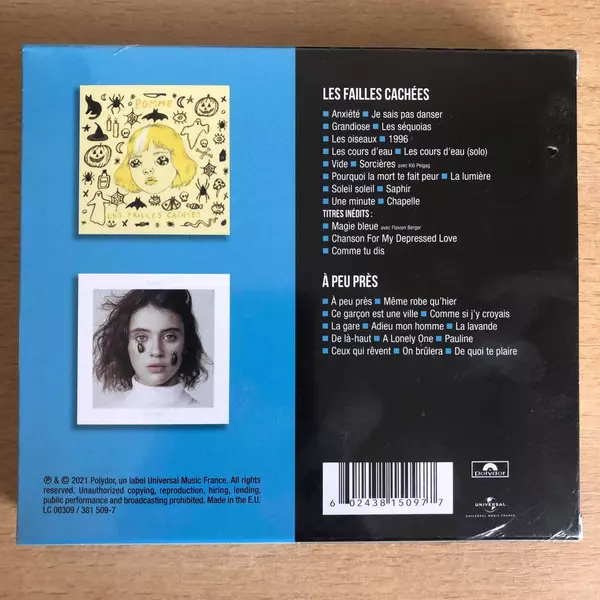 POMME
LES FAILLES CACHÉES
LES FAILLES CACHÉES
Anxiété ■ Je sais pas danser
Grandiose ■ Les séquoias
Les oiseaux ■ 1996
Les cours d'eau ■ Les cours d'eau (solo)
Vide ■ Sorcières avec Klô Pelgag
Pourquoi la mort te fait peur ■ La lumière
Soleil soleil ■ Saphir
Une minute ■ Chapelle
TITRES INÉDITS :
Magie bleue avec Flavien Berger
Chanson For My Depressed Love
Comme tu dis
À PEU PRÈS
À peu près ■ Même robe qu'hier
Ce garçon est une ville ■ Comme si j'y croyais
La gare ■ Adieu mon homme ■ La lavande
De là-haut ■ A Lonely One ■ Pauline
Ceux qui rêvent ■ On brûlera ■ De quoi te plaire
℗ & © 2021 Polydor, un label Universal Music France. All rights
reserved. Unauthorized copying, reproduction, hiring, lending,
public performance and broadcasting prohibited. Made in the E.U.
LC 00309 / 381 509-7
6 02438 15097 7
Polydor
UNIVERSAL
UNIVERSAL MUSIC FRANCE